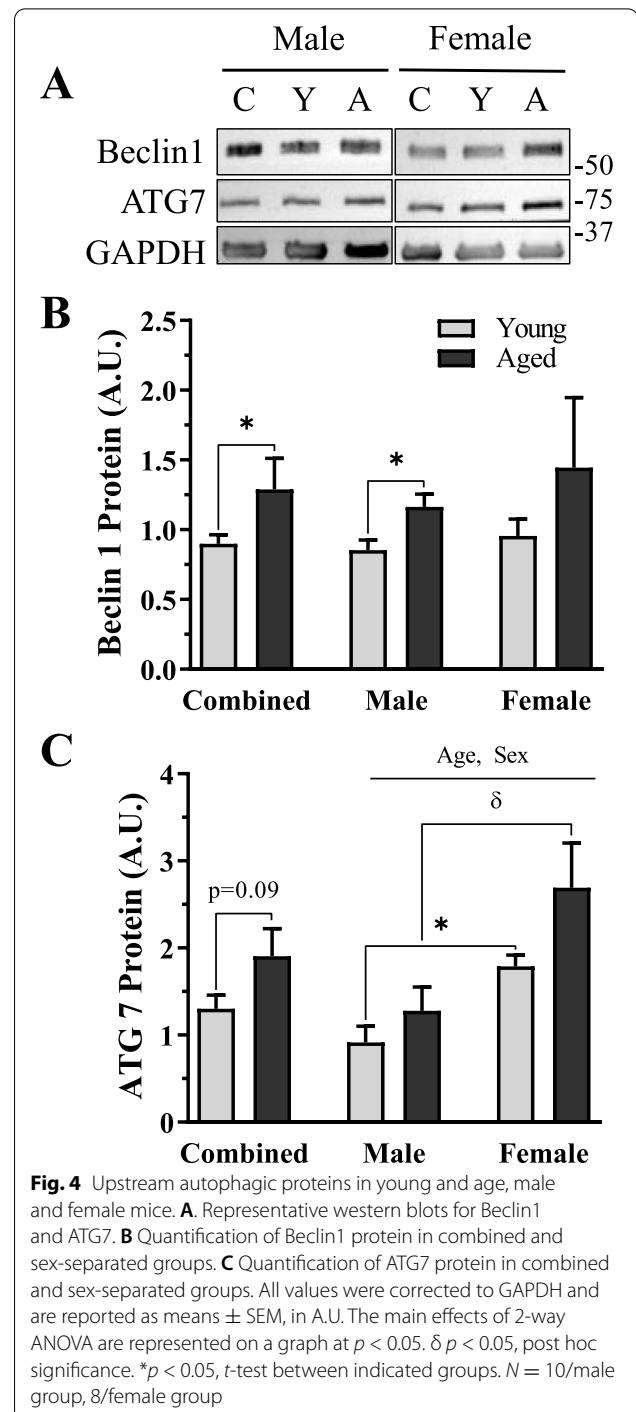 Male Female
A
C Y A C Y A
Beclin1
-50
ATG7 -75
-37
GAPDH
B
Beclin 1 Protein (A.U.)
2.5
2.0
1.5
1.0
0.5
0.0
Young
Aged
*
*
Combined Male Female
C
ATG 7 Protein (A.U.)
4
3
2
1
0
Age, Sex
δ
p=0.09
*
Combined Male Female
Fig. 4 Upstream autophagic proteins in young and age, male
and female mice. A. Representative western blots for Beclin1
and ATG7. B Quantification of Beclin1 protein in combined and
sex-separated groups. C Quantification of ATG7 protein in combined
and sex-separated groups. All values were corrected to GAPDH and
are reported as means ± SEM, in A.U. The main effects of 2-way
ANOVA are represented on a graph at p < 0.05. δ p < 0.05, post hoc
significance. *p < 0.05, t-test between indicated groups. N = 10/male
group, 8/female group